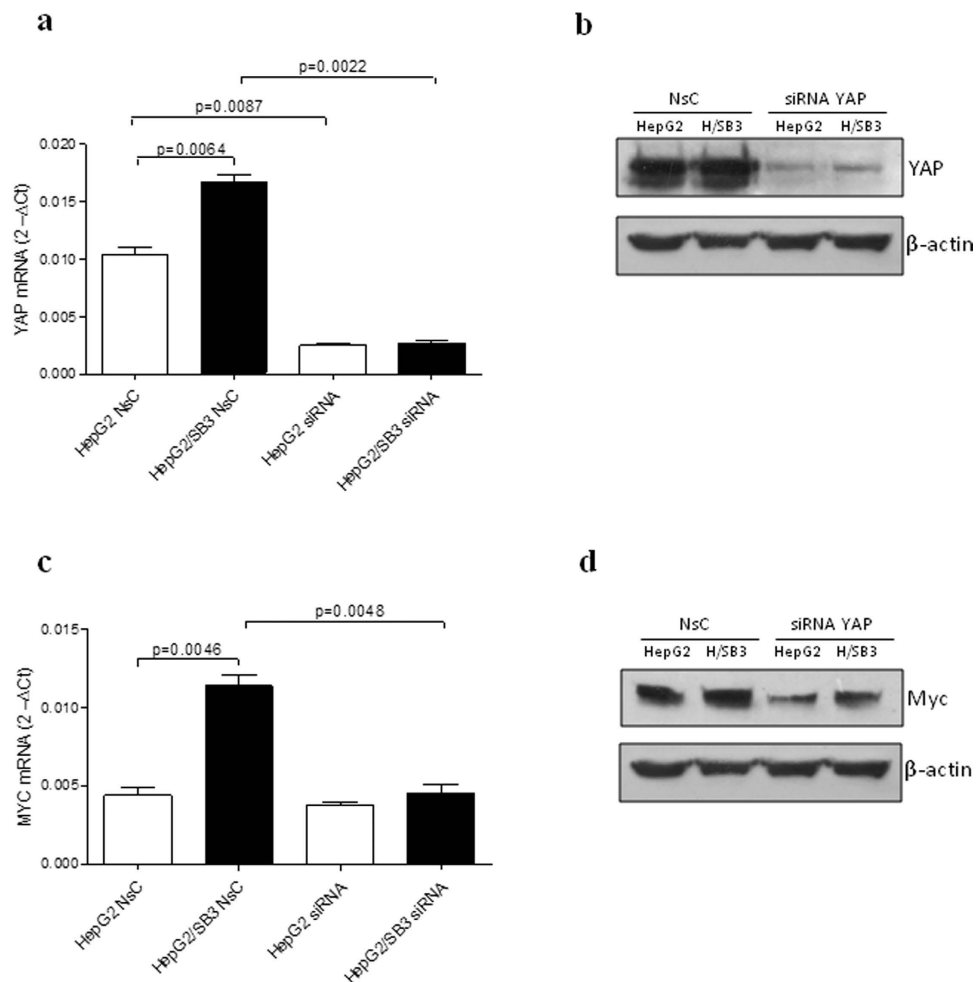 a
p=0.0022
p=0.0087
p=0.0064
YAP mRNA (2 –ΔCt)
0.020
0.015
0.010
0.005
0.000
HepG2 NsC
HepG2/SB3 NsC
HepG2 siRNA
HepG2/SB3 siRNA
b
NsC siRNA YAP
HepG2 H/SB3 HepG2 H/SB3
YAP
β-actin
c
p=0.0048
p=0.0046
MYC mRNA (2 –ΔCt)
0.015
0.010
0.005
0.000
HepG2 NsC
HepG2/SB3 NsC
HepG2 siRNA
HepG2/SB3 siRNA
d
NsC siRNA YAP
HepG2 H/SB3 HepG2 H/SB3
Myc
β-actin